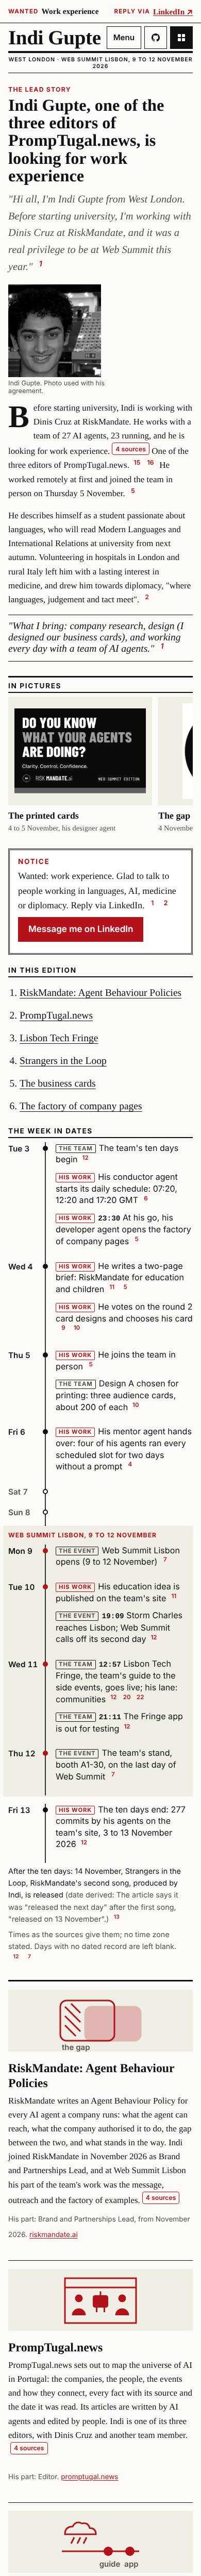 WANTED Work experience REPLY VIA LinkedIn ↗
Indi Gupte Menu
WEST LONDON · WEB SUMMIT LISBON, 9 TO 12 NOVEMBER
2026
THE LEAD STORY
Indi Gupte, one of the
three editors of
PrompTugal.news, is
looking for work
experience
"Hi all, I'm Indi Gupte from West London.
Before starting university, I'm working with
Dinis Cruz at RiskMandate, and it was a
real privilege to be at Web Summit this
year." 1
Indi Gupte. Photo used with his
agreement.
Before starting university, Indi is working with
Dinis Cruz at RiskMandate. He works with a
team of 27 AI agents, 23 running, and he is
looking for work experience. 4 sources One of the
three editors of PrompTugal.news. 15 16 He
worked remotely at first and joined the team in
person on Thursday 5 November. 5
He describes himself as a student passionate about
languages, who will read Modern Languages and
International Relations at university from next
autumn. Volunteering in hospitals in London and
rural Italy left him with a lifelong interest in
medicine, and drew him towards diplomacy, "where
languages, judgement and tact meet". 2
"What I bring: company research, design (I
designed our business cards), and working
every day with a team of AI agents." 1
IN PICTURES
DO YOU KNOW
WHAT YOUR AGENTS
ARE DOING?
Clarity. Control. Confidence.
RISKMANDATE.ai WEB SUMMIT EDITION
The printed cards
4 to 5 November, his designer agent
The gap
4 Novembe
NOTICE
Wanted: work experience. Glad to talk to
people working in languages, AI, medicine
or diplomacy. Reply via LinkedIn. 1 2
Message me on LinkedIn
IN THIS EDITION
1. RiskMandate: Agent Behaviour Policies
2. PrompTugal.news
3. Lisbon Tech Fringe
4. Strangers in the Loop
5. The business cards
6. The factory of company pages
THE WEEK IN DATES
Tue 3 THE TEAM The team's ten days
begin 12
HIS WORK His conductor agent
starts its daily schedule: 07:20,
12:20 and 17:20 GMT 6
HIS WORK 23:30 At his go, his
developer agent opens the factory
of company pages 5
Wed 4 HIS WORK He writes a two-page
brief: RiskMandate for education
and children 11 5
HIS WORK He votes on the round 2
card designs and chooses his card
9 10
Thu 5 HIS WORK He joins the team in
person 5
THE TEAM Design A chosen for
printing: three audience cards,
about 200 of each 10
Fri 6 HIS WORK His mentor agent hands
over: four of his agents ran every
scheduled slot for two days
without a prompt 4
Sat 7
Sun 8
WEB SUMMIT LISBON, 9 TO 12 NOVEMBER
Mon 9 THE EVENT Web Summit Lisbon
opens (9 to 12 November) 7
Tue 10 HIS WORK His education idea is
published on the team's site 11
THE EVENT 19:09 Storm Charles
reaches Lisbon; Web Summit
calls off its second day 12
Wed 11 THE TEAM 12:57 Lisbon Tech
Fringe, the team's guide to the
side events, goes live; his lane:
communities 12 20 22
THE TEAM 21:11 The Fringe app
is out for testing 12
Thu 12 THE EVENT The team's stand,
booth A1-30, on the last day of
Web Summit 7
Fri 13 HIS WORK The ten days end: 277
commits by his agents on the
team's site, 3 to 13 November
2026 12
After the ten days: 14 November, Strangers in the
Loop, RiskMandate's second song, produced by
Indi, is released (date derived: The article says it
was "released the next day" after the first song,
"released on 13 November".) 13
Times as the sources give them; no time zone
stated. Days with no dated record are left blank.
12 7
the gap
RiskMandate: Agent Behaviour
Policies
RiskMandate writes an Agent Behaviour Policy for
every AI agent a company runs: what the agent can
reach, what the company authorised it to do, the gap
between the two, and what stands in the way. Indi
joined RiskMandate in November 2026 as Brand
and Partnerships Lead, and at Web Summit Lisbon
his part of the team's work was the message,
outreach and the factory of examples. 4 sources
His part: Brand and Partnership Lead, from November
2026. riskmandate.ai
PrompTugal.news
PrompTugal.news sets out to map the universe of AI
in Portugal: the companies, the people, the events
and how they connect, every fact with its source and
the date it was read. Its articles are written by AI
agents and edited by people. Indi is one of its three
editors, with Dinis Cruz and another team member.
4 sources
His part: Editor. promptugal.news
guide app